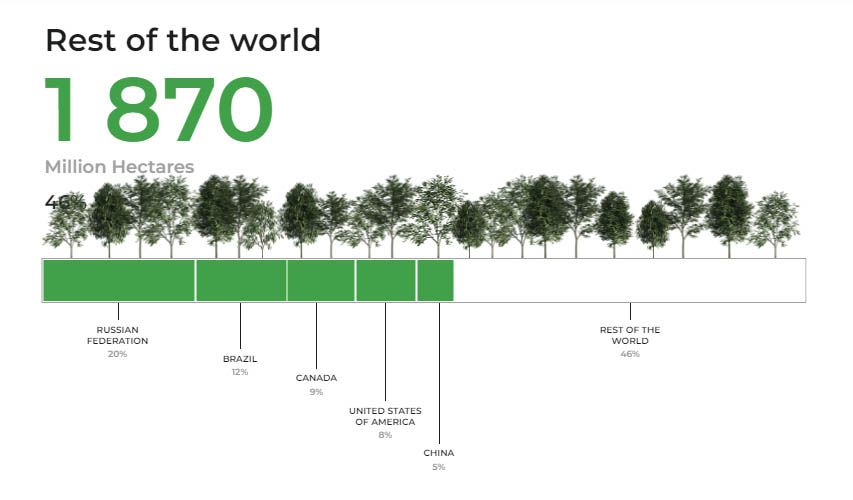 Rest of the world
1 870
Million Hectares
46%
RUSSIAN
FEDERATION
20%
BRAZIL
12%
CANADA
9%
UNITED STATES
OF AMERICA
8%
CHINA
5%
REST OF THE
WORLD
46%